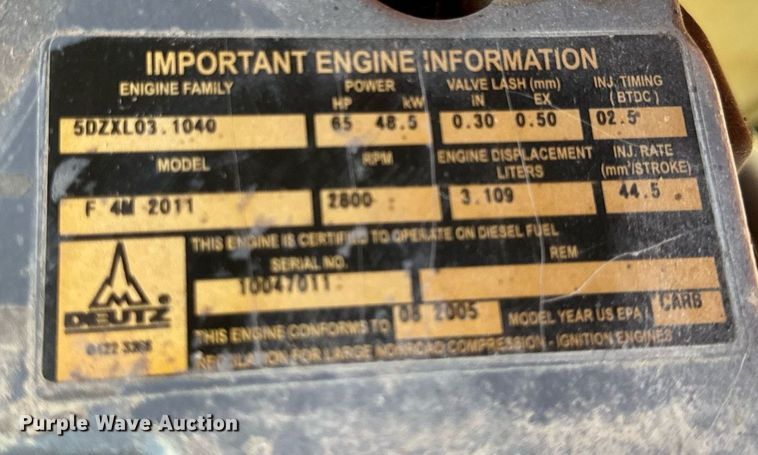 IMPORTANT ENGINE INFORMATION
ENIGINE FAMILY POWER VALVE LASH (mm) INJ. TIMING
HP kW IN EX (BTDC)
5DZXL03.1040 65 48.5 0.30 0.50 02.5
MODEL RPM ENGINE DISPLACEMENT INJ. RATE
LITERS (mm³/STROKE)
F 4M 2011 2800 3.109 44.5
THIS ENGINE IS CERTIFIED TO OPERATE ON DIESEL FUEL
SERIAL NO. REM
10047011
DEUTZ ®
THIS ENGINE CONFORMS TO 08 2005 MODEL YEAR US EPA / CARB
REGULATION FOR LARGE NONROAD COMPRESSION - IGNITION ENGINES
Purple Wave Auction